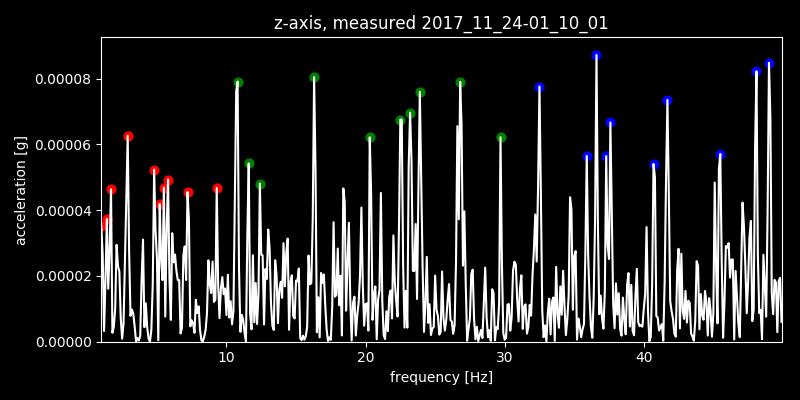 z-axis, measured 2017_11_24-01_10_01
acceleration [g]
0.00008
0.00006
0.00004
0.00002
0.00000
10 20 30 40
frequency [Hz]